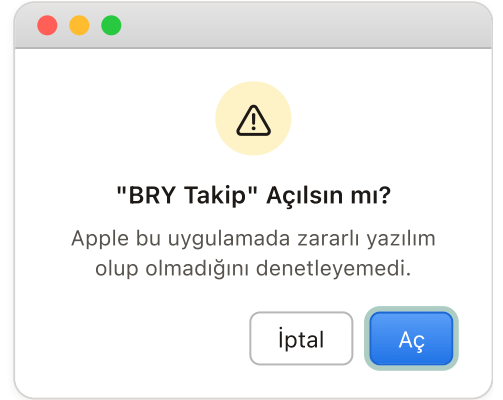 "BRY Takip" Açılsın mı?
Apple bu uygulamada zararlı yazılım
olup olmadığını denetleyemedi.
İptal
Aç